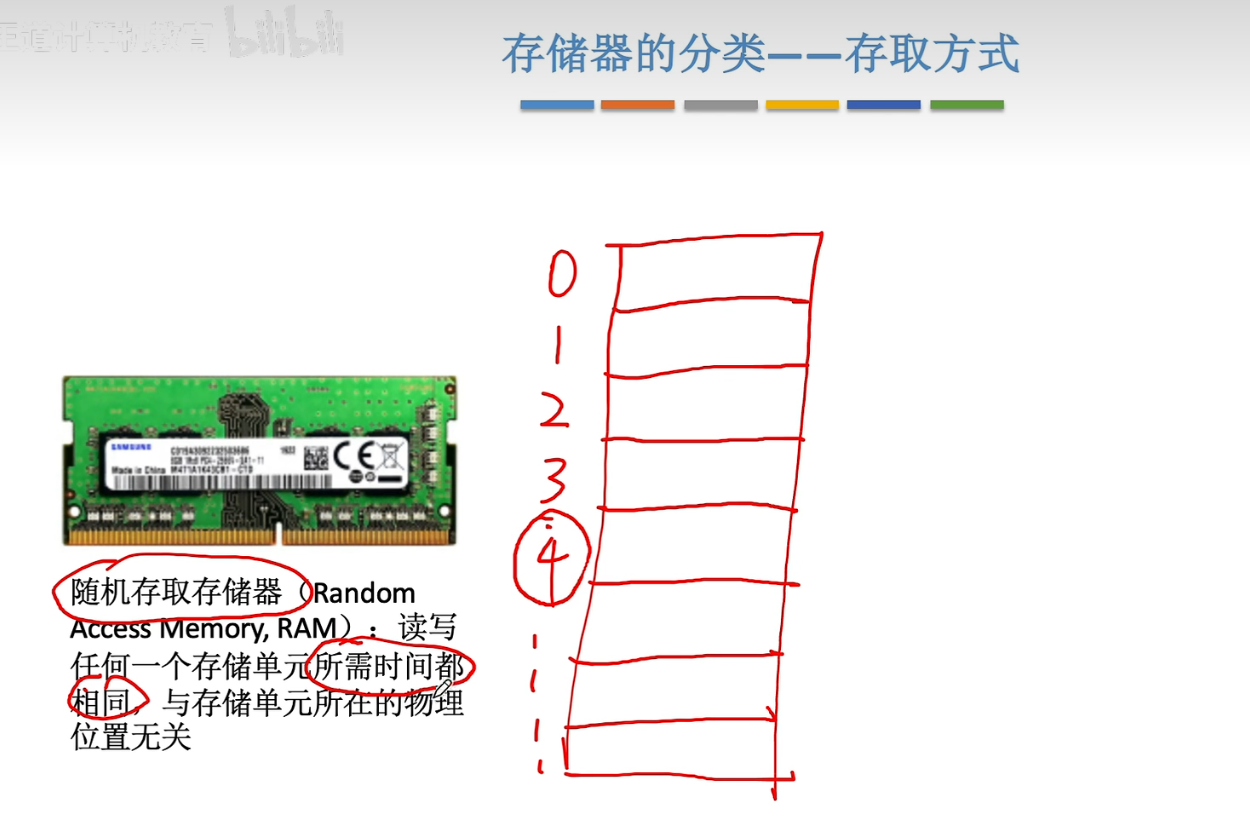 王道计算机教育 bilibili
存储器的分类——存取方式
0
1
2
3
4
SAMSUNG
Made in China
随机存取存储器（Random
Access Memory, RAM）：读写
任何一个存储单元所需时间都
相同，与存储单元所在的物理
位置无关